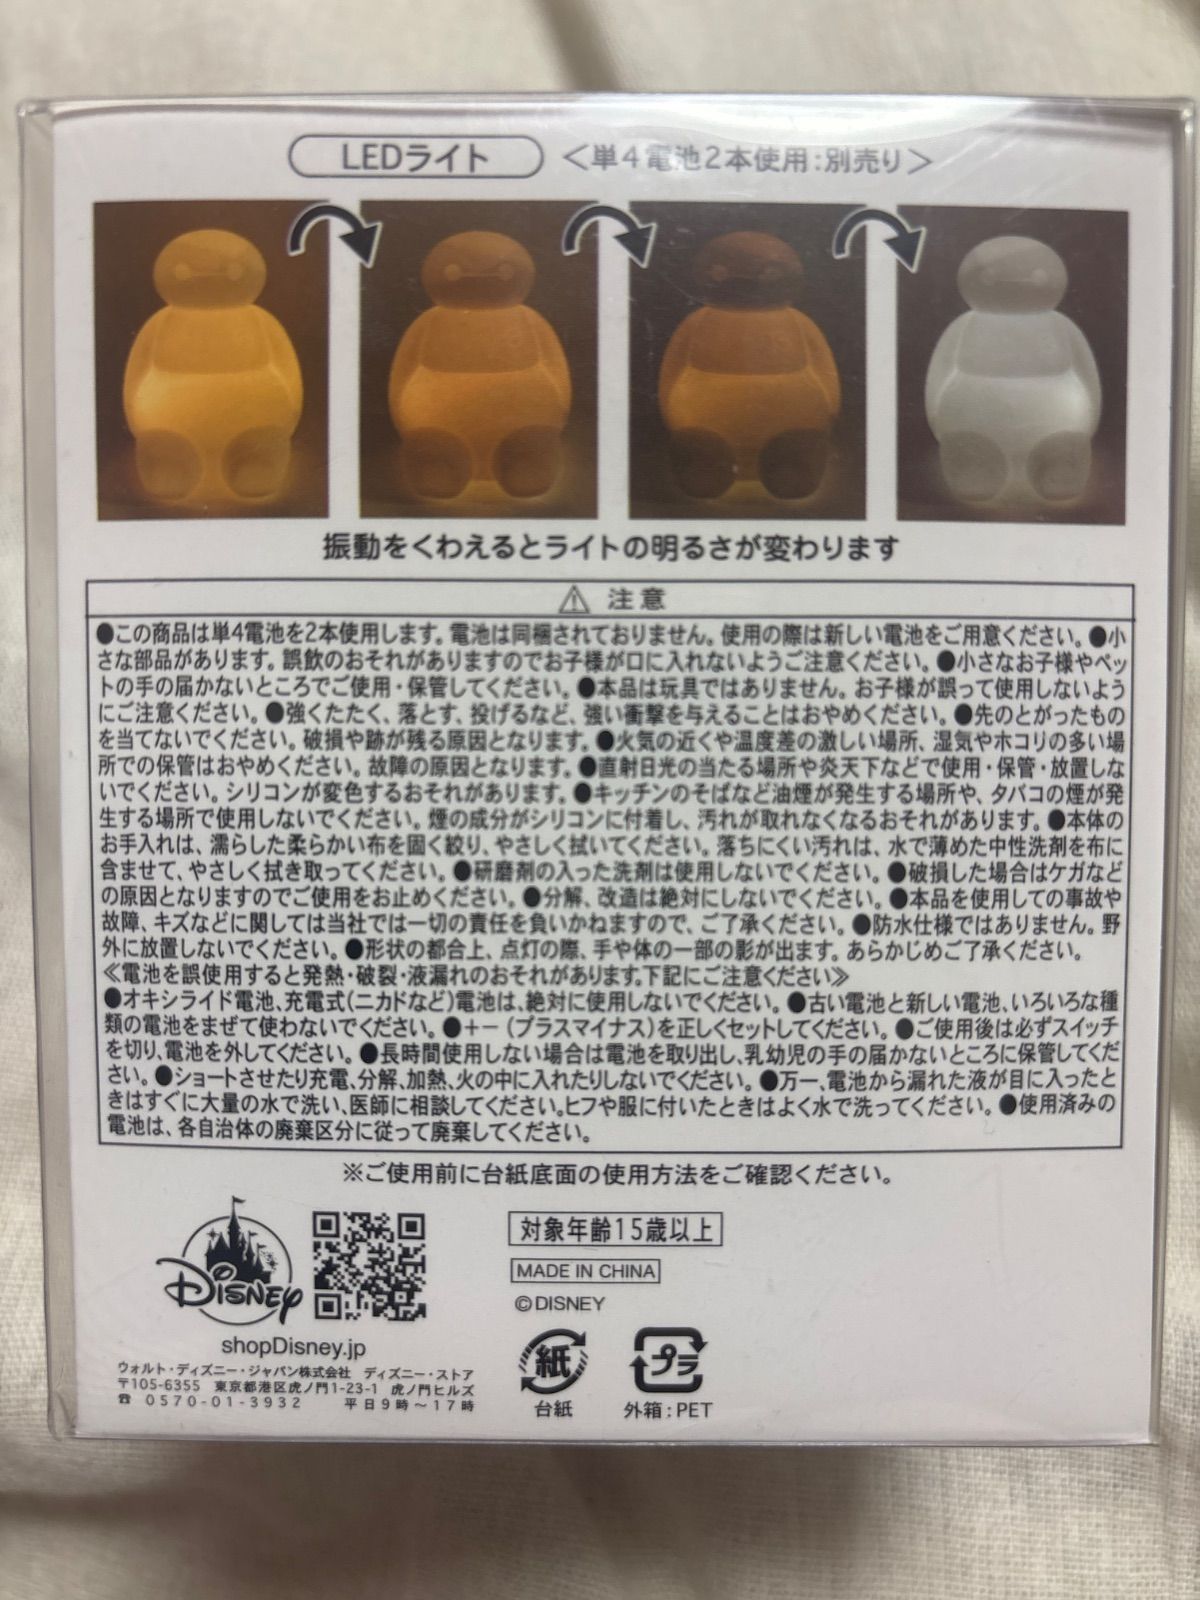 LEDライト <単4電池2本使用:別売り>
振動をくわえるとライトの明るさが変わります
⚠ 注意
●この商品は単4電池を2本使用します。電池は同梱されておりません。使用の際は新しい電池をご用意ください。●小
さな部品があります。誤飲のおそれがありますのでお子様が口に入れないようご注意ください。●小さなお子様やペッ
トの手の届かないところでご使用・保管してください。●本品は玩具ではありません。お子様が誤って使用しないよう
にご注意ください。●強くたたく、落とす、投げるなど、強い衝撃を与えることはおやめください。●先のとがったもの
を当てないでください。破損や跡が残る原因となります。●火気の近くや温度差の激しい場所、湿気やホコリの多い場
所での保管はおやめください。故障の原因となります。●直射日光の当たる場所や炎天下などで使用・保管・放置しな
いでください。シリコンが変色するおそれがあります。●キッチンのそばなど油煙が発生する場所や、タバコの煙が発
生する場所で使用しないでください。煙の成分がシリコンに付着し、汚れが取れなくなるおそれがあります。●本体の
お手入れは、濡らした柔らかい布を固く絞り、やさしく拭いてください。落ちにくい汚れは、水で薄めた中性洗剤を布に
含ませて、やさしく拭き取ってください。●研磨剤の入った洗剤は使用しないでください。●破損した場合はケガなど
の原因となりますのでご使用をお止めください。●分解、改造は絶対にしないでください。●本品を使用しての事故や
故障、キズなどに関しては当社では一切の責任を負いかねますので、ご了承ください。●防水仕様ではありません。野
外に放置しないでください。●形状の都合上、点灯の際、手や体の一部の影が出ます。あらかじめご了承ください。
≪電池を誤使用すると発熱・破裂・液漏れのおそれがあります。下記にご注意ください≫
●オキシライド電池、充電式(ニカドなど)電池は、絶対に使用しないでください。●古い電池と新しい電池、いろいろな種
類の電池をまぜて使わないでください。●+−(プラスマイナス)を正しくセットしてください。●ご使用後は必ずスイッチ
を切り、電池を外してください。●長時間使用しない場合は電池を取り出し、乳幼児の手の届かないところに保管してくだ
さい。●ショートさせたり充電、分解、加熱、火の中に入れたりしないでください。●万一、電池から漏れた液が目に入ったと
きはすぐに大量の水で洗い、医師に相談してください。ヒフや服に付いたときはよく水で洗ってください。●使用済みの
電池は、各自治体の廃棄区分に従って廃棄してください。
※ご使用前に台紙底面の使用方法をご確認ください。
Disney
shopDisney.jp
ウォルト・ディズニー・ジャパン株式会社 ディズニー・ストア
〒105-6355 東京都港区虎ノ門1-23-1 虎ノ門ヒルズ
☎ 0570-01-3932 平日9時〜17時
対象年齢15歳以上
MADE IN CHINA
©DISNEY
紙
台紙
プラ
外箱:PET